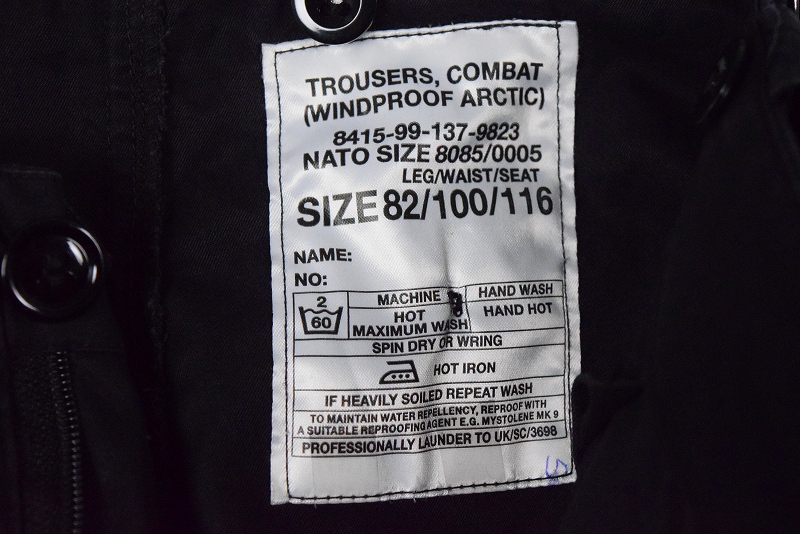 TROUSERS, COMBAT
(WINDPROOF ARCTIC)
8415-99-137-9823
NATO SIZE 8085/0005
LEG/WAIST/SEAT
SIZE 82/100/116
NAME:
NO:
2
60
MACHINE
HAND WASH
HOT
MAXIMUM WASH
HAND HOT
SPIN DRY OR WRING
HOT IRON
IF HEAVILY SOILED REPEAT WASH
TO MAINTAIN WATER REPELLENCY, REPROOF WITH
A SUITABLE REPROOFING AGENT E.G. MYSTOLENE MK 9
PROFESSIONALLY LAUNDER TO UK/SC/3698